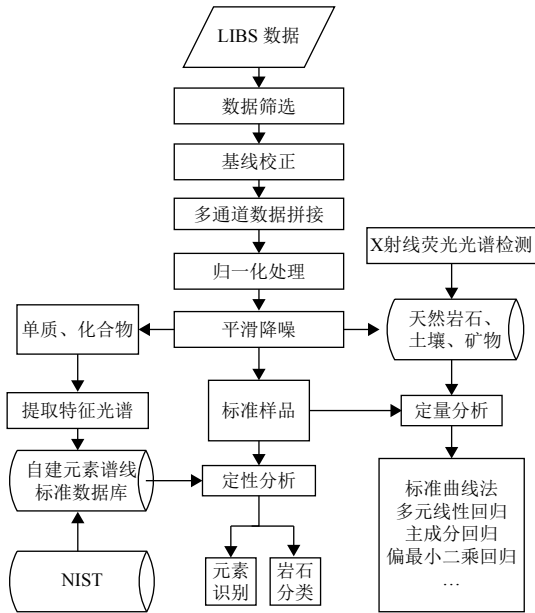 LIBS 数据
数据筛选
基线校正
多通道数据拼接
X射线荧光光谱检测
归一化处理
单质、化合物
平滑降噪
天然岩石、
土壤、矿物
提取特征光谱
标准样品
定量分析
自建元素谱线
标准数据库
定性分析
标准曲线法
多元线性回归
主成分回归
偏最小二乘回归
…
NIST
元素
识别
岩石
分类